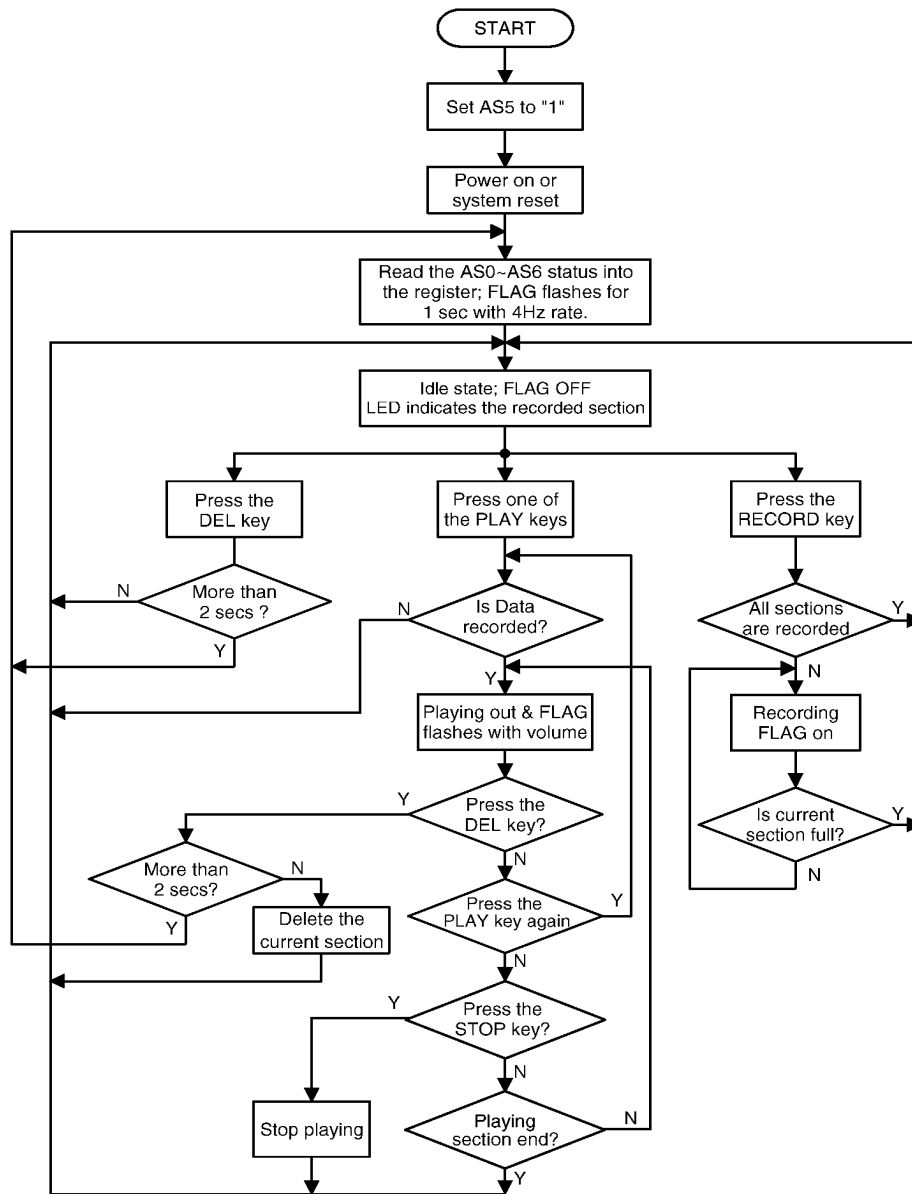 START
Set AS5 to "1"
Power on or
system reset
Read the AS0~AS6 status into
the register; FLAG flashes for
1 sec with 4Hz rate.
Idle state; FLAG OFF
LED indicates the recorded section
Press the
DEL key
Press one of
the PLAY keys
Press the
RECORD key
N
More than
2 secs ?
Y
N
Is Data
recorded?
Y
All sections
are recorded
Y
N
Playing out & FLAG
flashes with volume
Recording
FLAG on
Y
Press the
DEL key?
N
Is current
section full?
Y
N
More than
2 secs?
N
Y
Delete the
current section
Press the
PLAY key again
Y
N
Y
Press the
STOP key?
N
Stop playing
Playing
section end?
N
Y